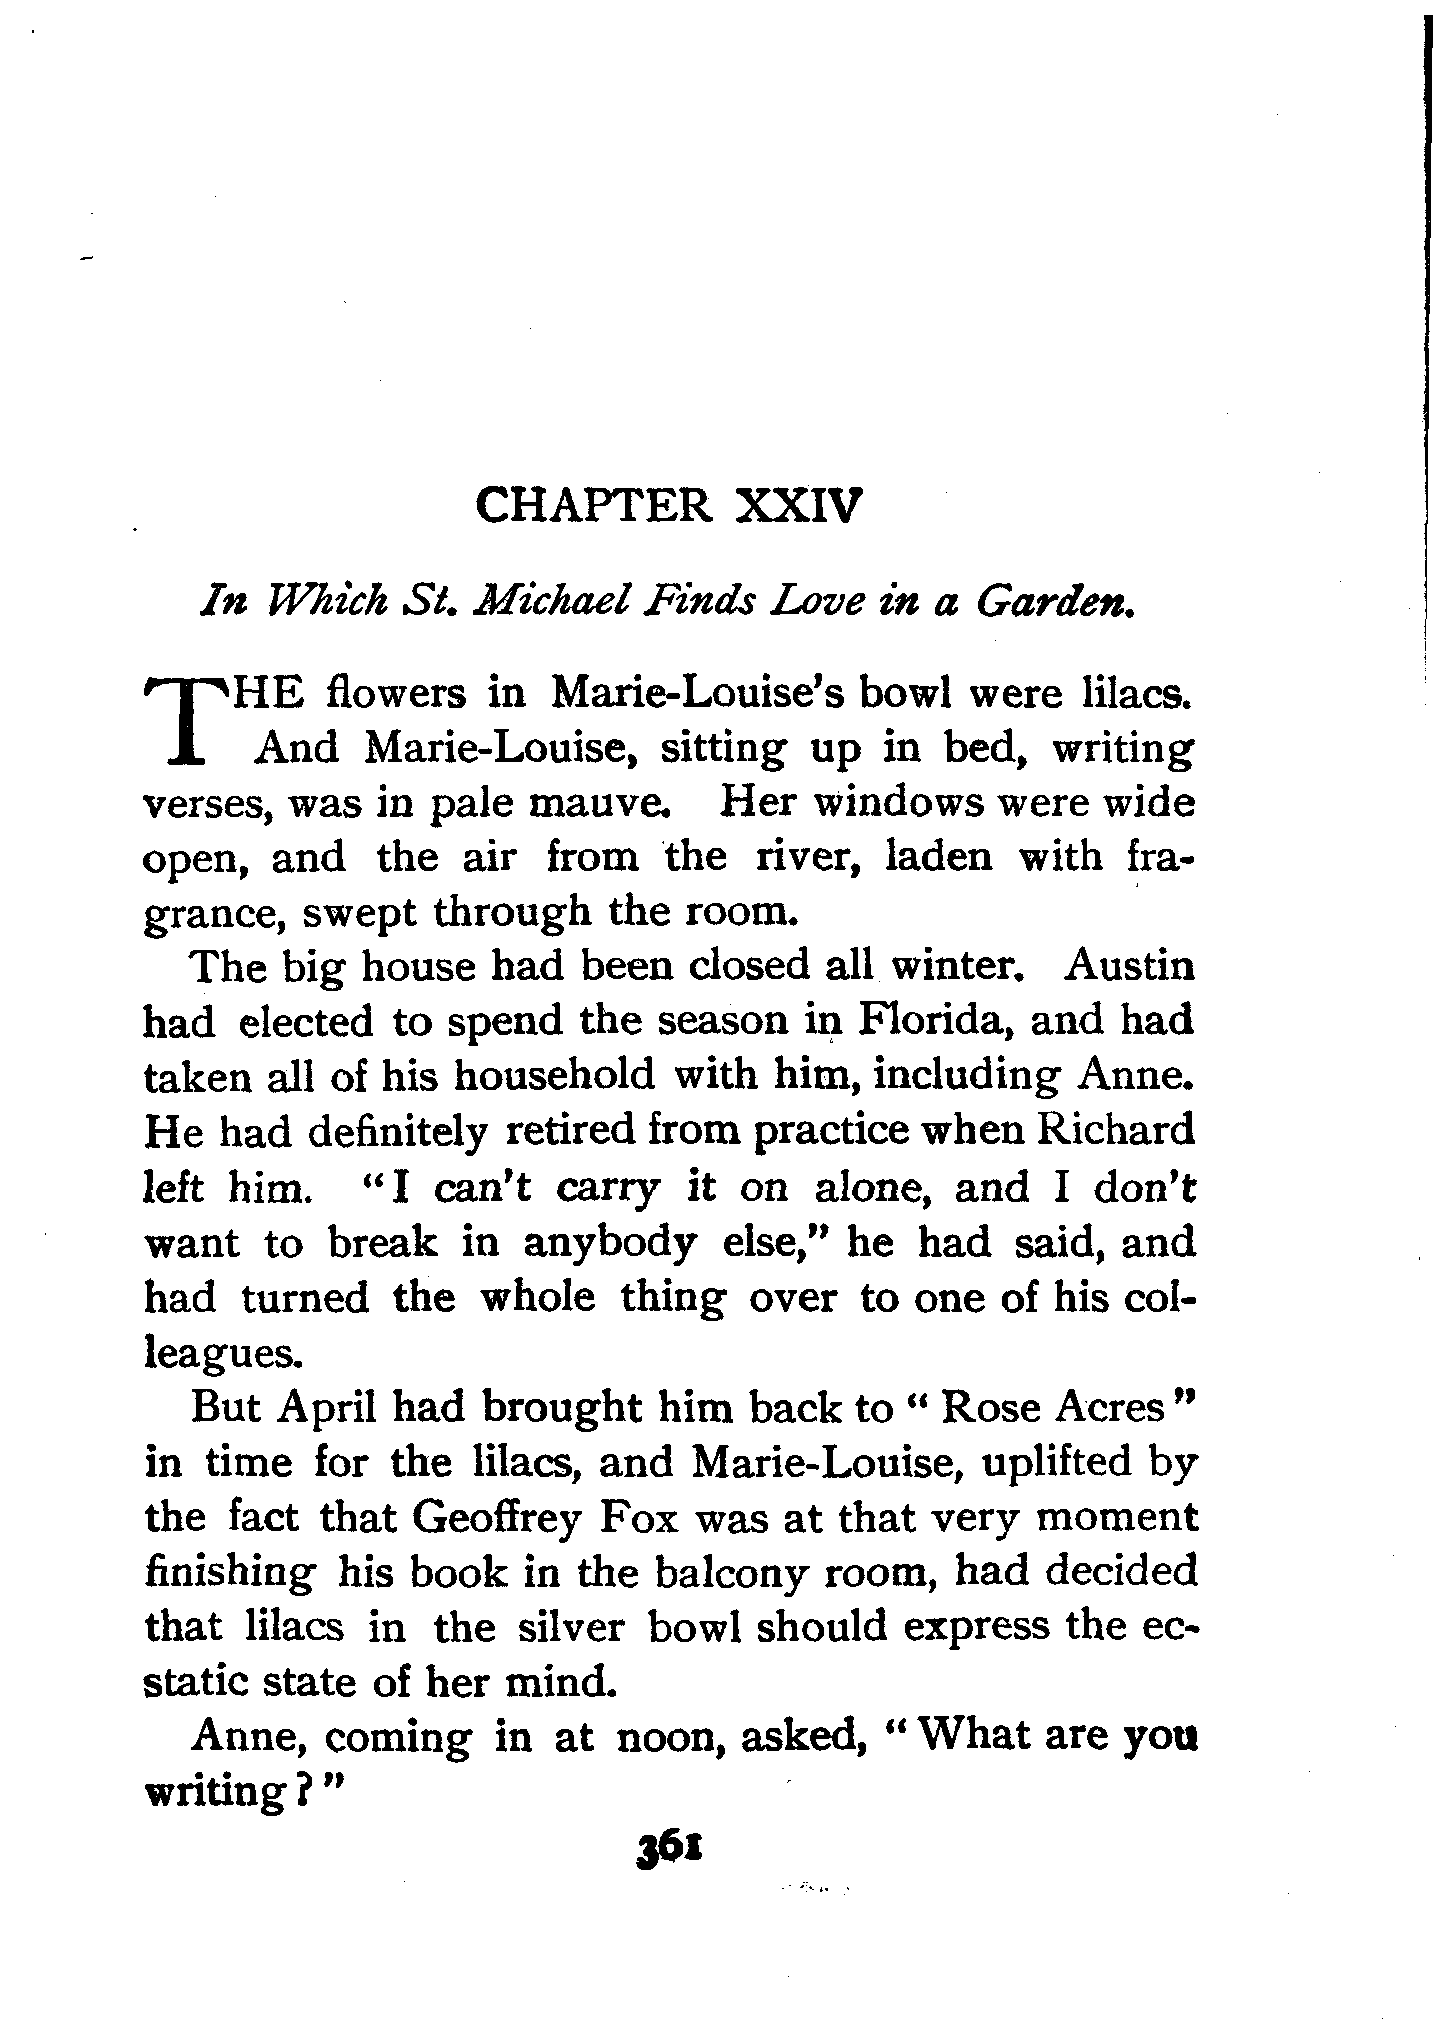 CHAPTER XXIV
In Which St. Michael Finds Love in a Garden.
THE flowers in Marie-Louise's bowl were lilacs.
And Marie-Louise, sitting up in bed, writing
verses, was in pale mauve. Her windows were wide
open, and the air from the river, laden with fra-
grance, swept through the room.
The big house had been closed all winter. Austin
had elected to spend the season in Florida, and had
taken all of his household with him, including Anne.
He had definitely retired from practice when Richard
left him. "I can't carry it on alone, and I don't
want to break in anybody else," he had said, and
had turned the whole thing over to one of his col-
leagues.
But April had brought him back to " Rose Acres "
in time for the lilacs, and Marie-Louise, uplifted by
the fact that Geoffrey Fox was at that very moment
finishing his book in the balcony room, had decided
that lilacs in the silver bowl should express the ec-
static state of her mind.
Anne, coming in at noon, asked, " What are you
writing ? "
361